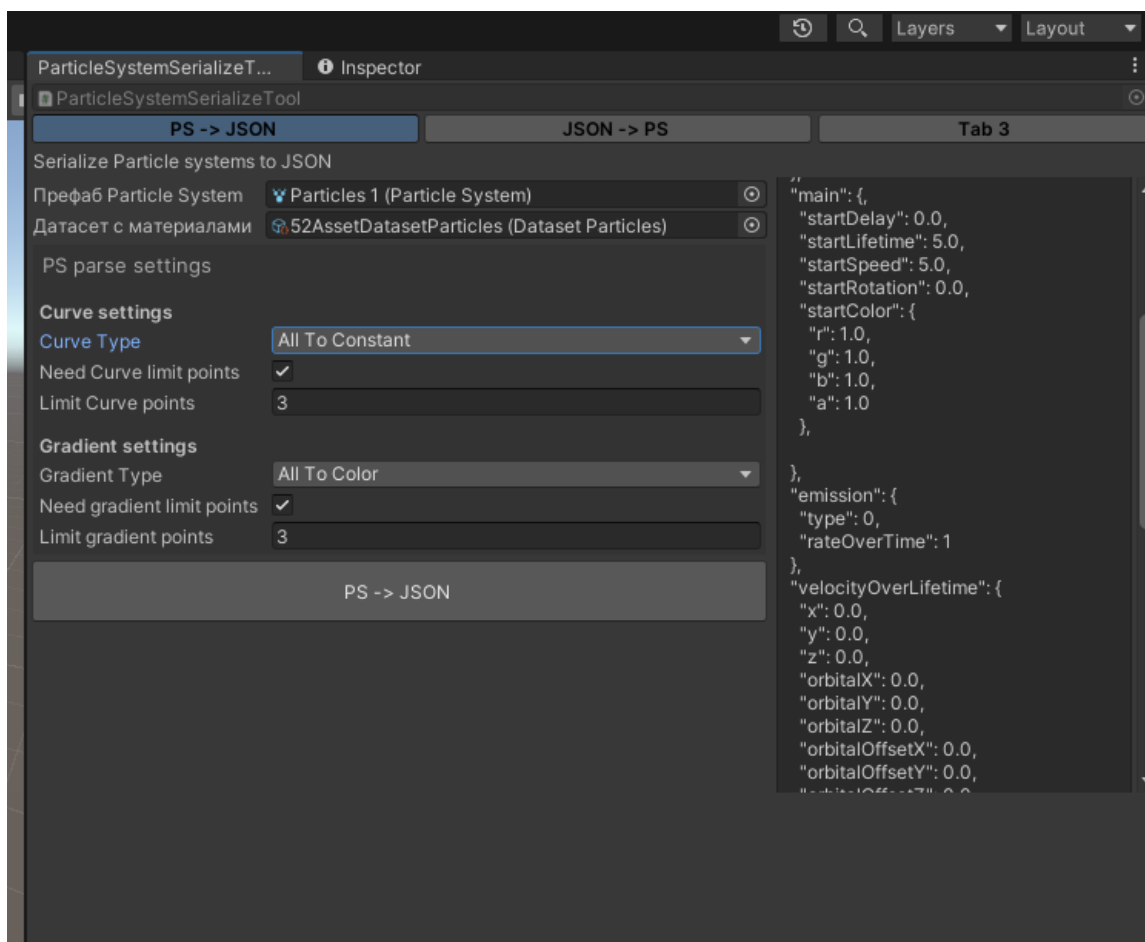 Layers
Layout
ParticleSystemSerializeT...
Inspector
ParticleSystemSerializeTool
PS -> JSON
JSON -> PS
Tab 3
Serialize Particle systems to JSON
Префаб Particle System
Particles 1 (Particle System)
Датасет с материалами
52AssetDatasetParticles (Dataset Particles)
PS parse settings
Curve settings
Curve Type
All To Constant
Need Curve limit points
Limit Curve points
3
Gradient settings
Gradient Type
All To Color
Need gradient limit points
Limit gradient points
3
PS -> JSON
},
"main": {,
"startDelay": 0.0,
"startLifetime": 5.0,
"startSpeed": 5.0,
"startRotation": 0.0,
"startColor": {
"r": 1.0,
"g": 1.0,
"b": 1.0,
"a": 1.0
},
},
"emission": {
"type": 0,
"rateOverTime": 1
},
"velocityOverLifetime": {
"x": 0.0,
"y": 0.0,
"z": 0.0,
"orbitalX": 0.0,
"orbitalY": 0.0,
"orbitalZ": 0.0,
"orbitalOffsetX": 0.0,
"orbitalOffsetY": 0.0,
"orbitalOffsetZ": 0.0